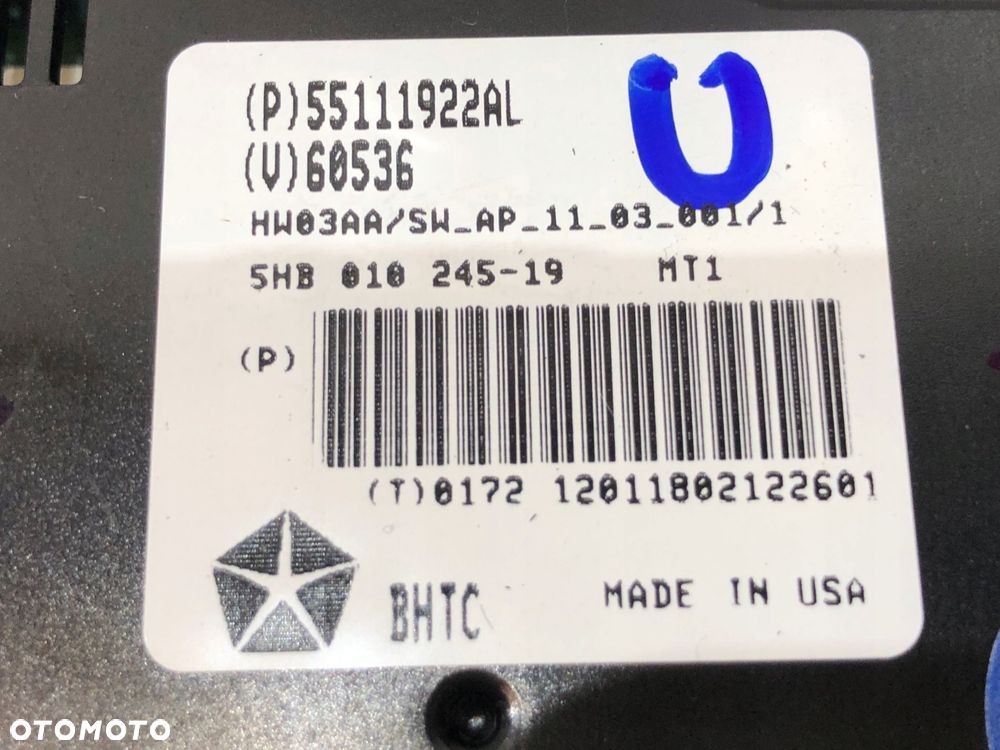 (P)55111922AL
U
(V)60536
HW03AA/SW_AP_11_03_001/1
5HB 010 245-19 MT1
(P)
(T)0172 12011802122601
BHTC
MADE IN USA
OTOMOTO